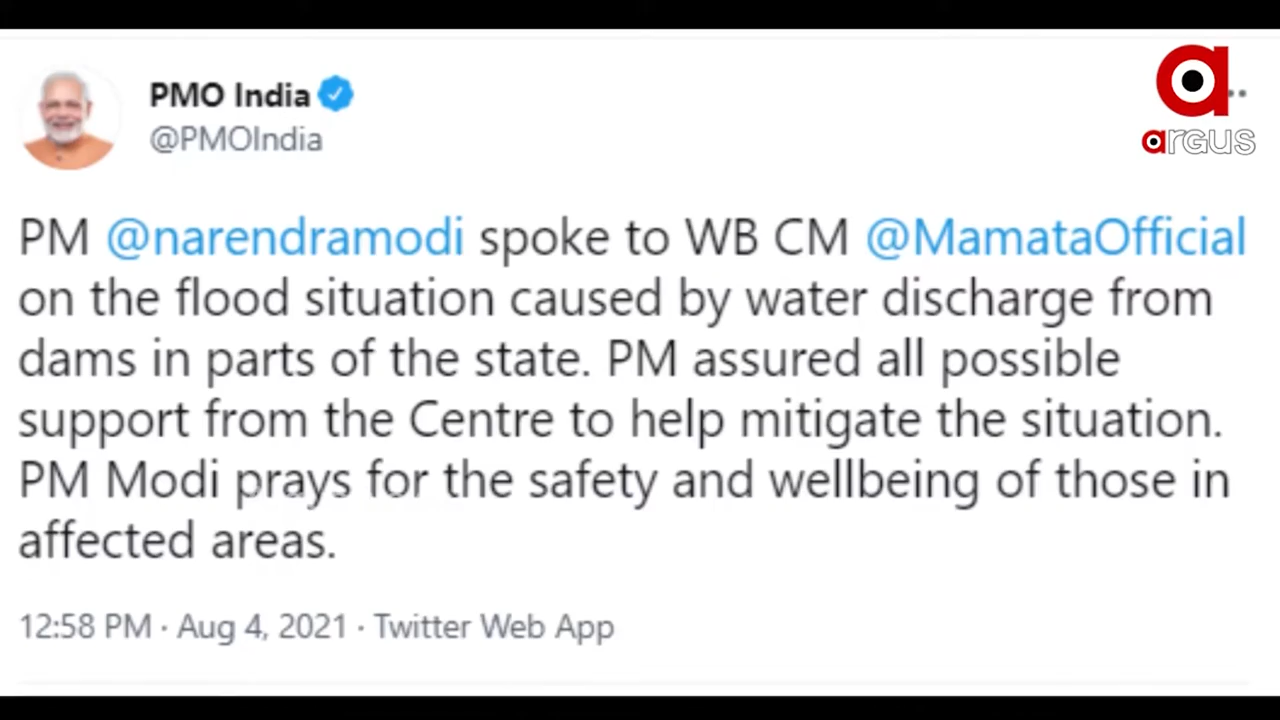 PMO India
@PMOIndia
argus
PM @narendramodi spoke to WB CM @MamataOfficial
on the flood situation caused by water discharge from
dams in parts of the state. PM assured all possible
support from the Centre to help mitigate the situation.
PM Modi prays for the safety and wellbeing of those in
affected areas.
12:58 PM · Aug 4, 2021 · Twitter Web App